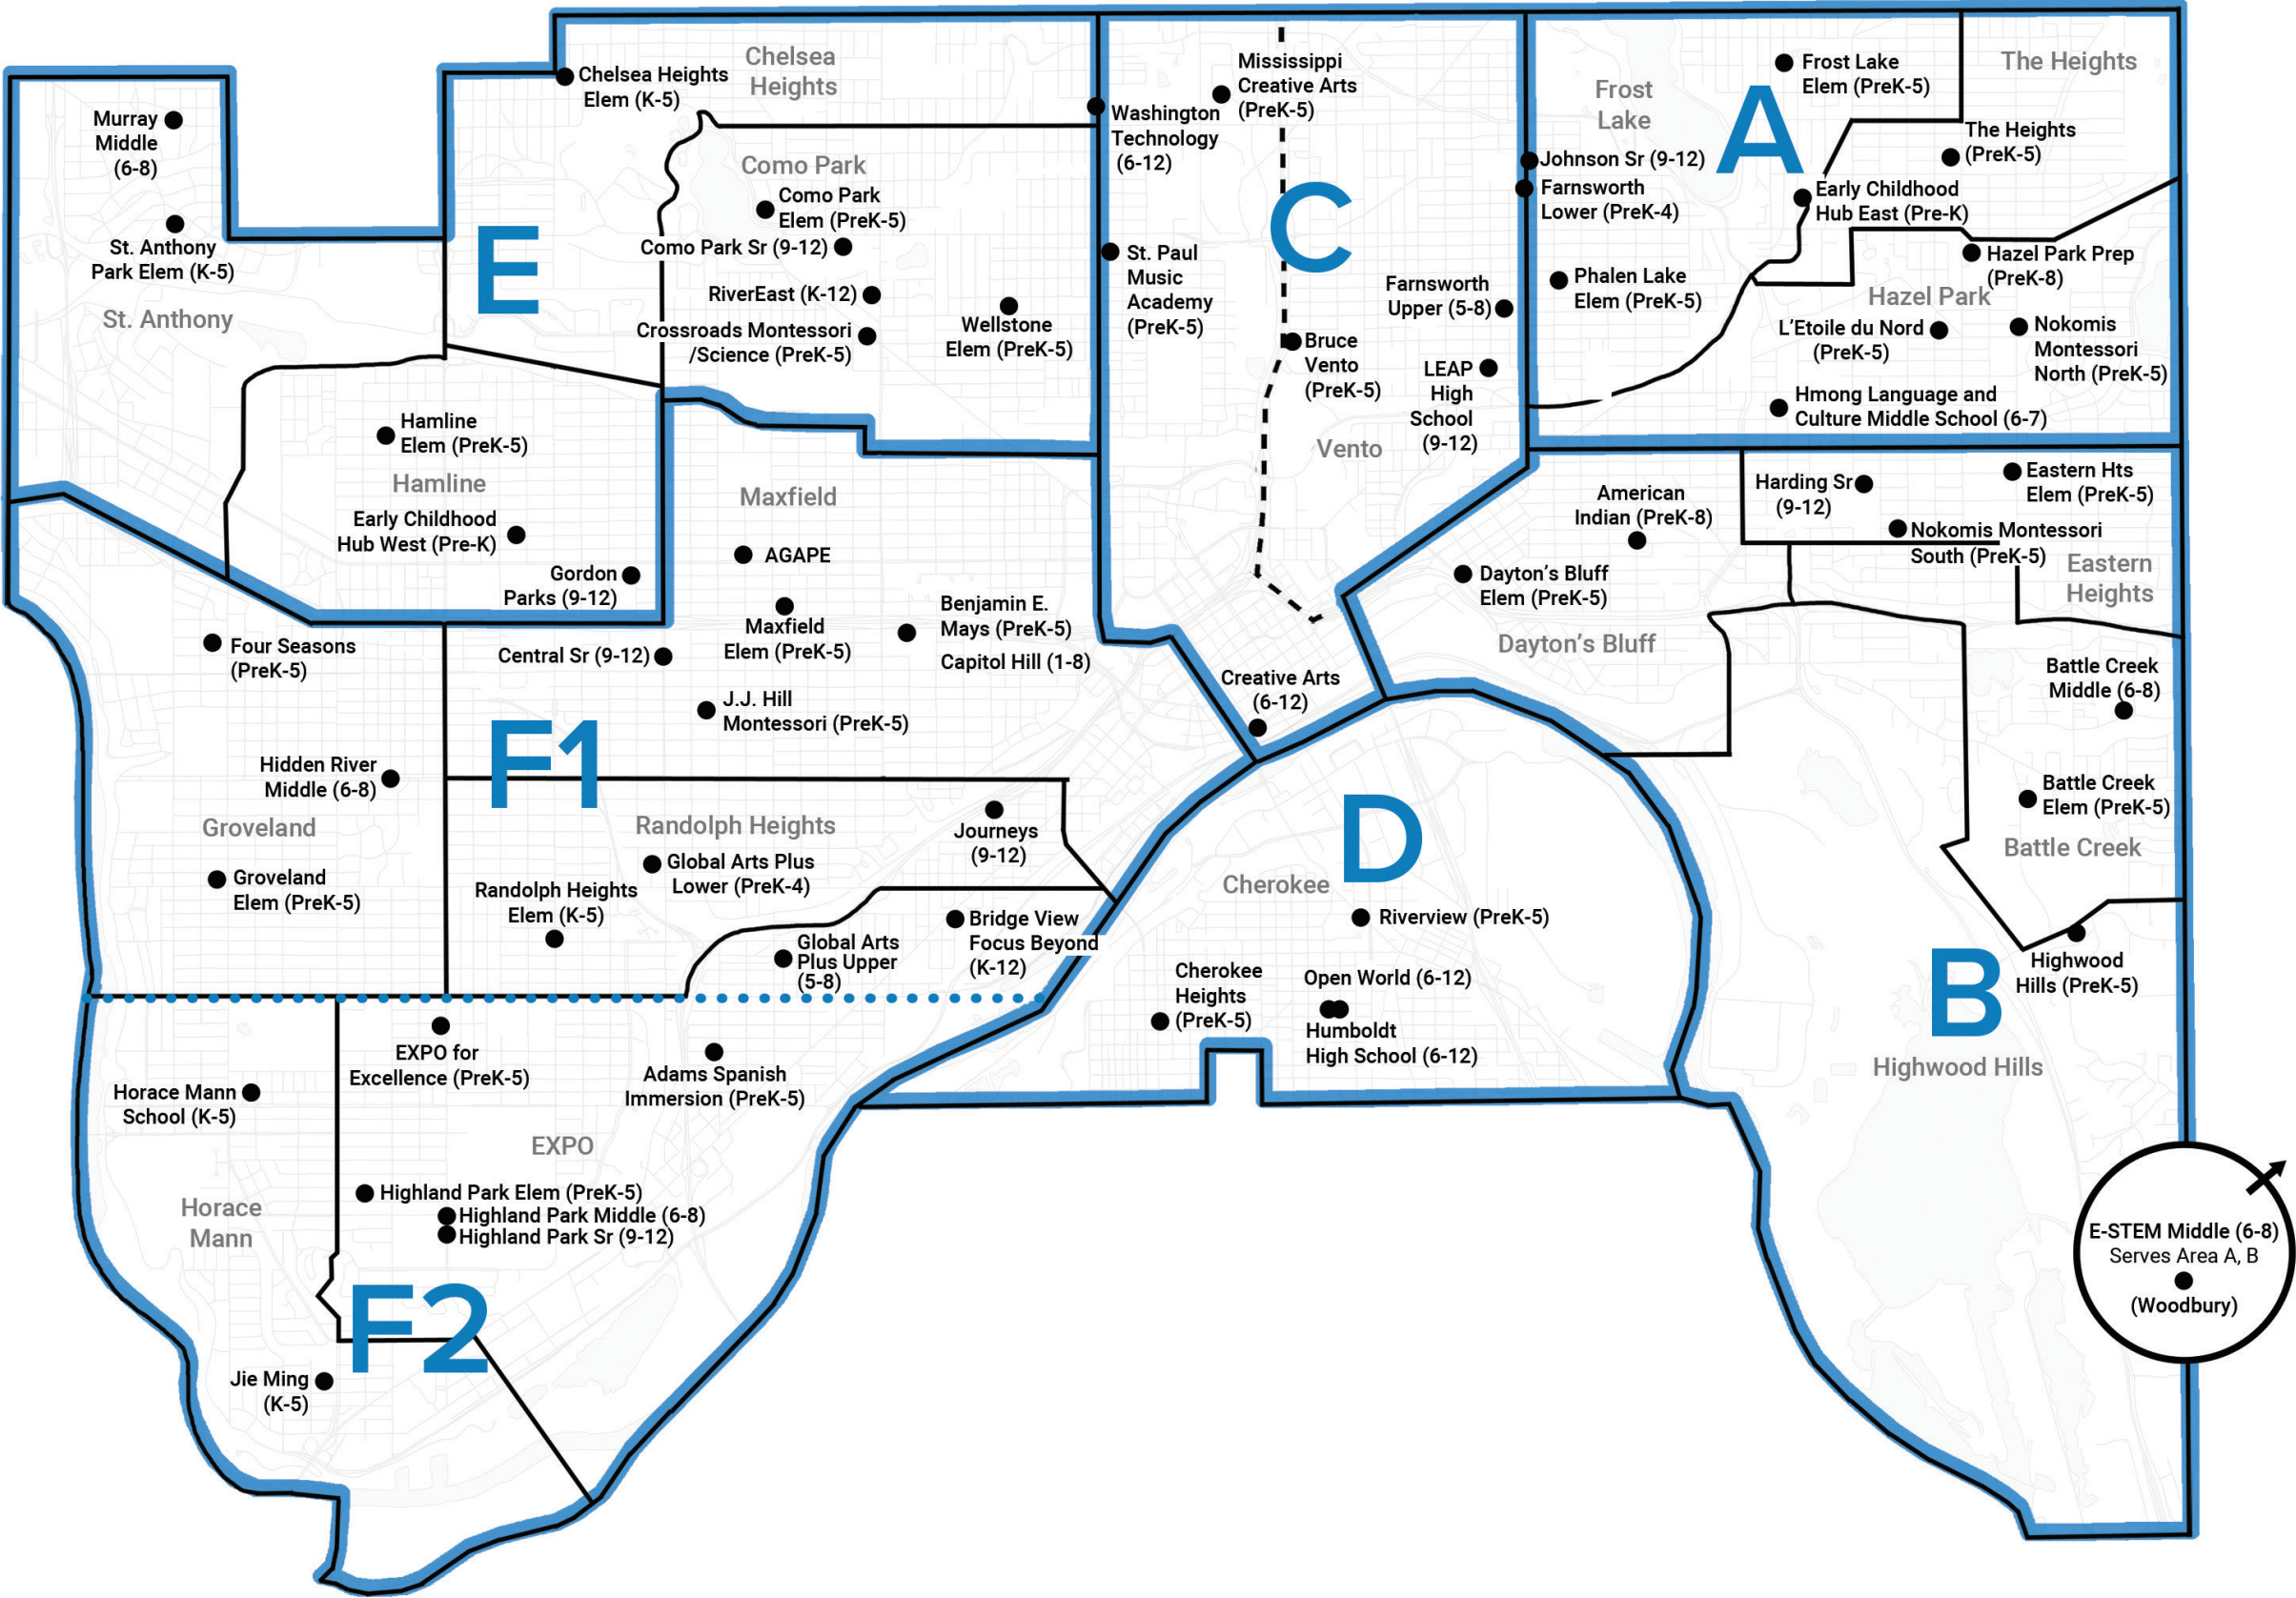 Chelsea
Heights
Chelsea Heights
Elem (K-5)
Murray
Middle
(6-8)
St. Anthony
Park Elem (K-5)
St. Anthony
E
Como Park
Como Park
Elem (PreK-5)
Como Park Sr (9-12)
RiverEast (K-12)
Crossroads Montessori
/Science (PreK-5)
Wellstone
Elem (PreK-5)
Hamline
Elem (PreK-5)
Hamline
Early Childhood
Hub West (Pre-K)
Gordon
Parks (9-12)
Mississippi
Creative Arts
(PreK-5)
Washington
Technology
(6-12)
C
St. Paul
Music
Academy
(PreK-5)
Farnsworth
Upper (5-8)
Bruce
Vento
(PreK-5)
LEAP
High
School
(9-12)
Vento
Creative Arts
(6-12)
Frost
Lake
A
Frost Lake
Elem (PreK-5)
The Heights
The Heights
(PreK-5)
Johnson Sr (9-12)
Farnsworth
Lower (PreK-4)
Early Childhood
Hub East (Pre-K)
Phalen Lake
Elem (PreK-5)
Hazel Park Prep
(PreK-8)
Hazel Park
L'Etoile du Nord
(PreK-5)
Nokomis
Montessori
North (PreK-5)
Hmong Language and
Culture Middle School (6-7)
American
Indian (PreK-8)
Harding Sr
(9-12)
Eastern Hts
Elem (PreK-5)
Nokomis Montessori
South (PreK-5)
Eastern
Heights
Dayton's Bluff
Elem (PreK-5)
Dayton's Bluff
Battle Creek
Middle (6-8)
Battle Creek
Elem (PreK-5)
Battle Creek
B
Highwood
Hills (PreK-5)
Highwood Hills
E-STEM Middle (6-8)
Serves Area A, B
(Woodbury)
Maxfield
AGAPE
Maxfield
Elem (PreK-5)
Benjamin E.
Mays (PreK-5)
Capitol Hill (1-8)
Central Sr (9-12)
J.J. Hill
Montessori (PreK-5)
Four Seasons
(PreK-5)
F1
Hidden River
Middle (6-8)
Groveland
Groveland
Elem (PreK-5)
Randolph Heights
Global Arts Plus
Lower (PreK-4)
Randolph Heights
Elem (K-5)
Journeys
(9-12)
Bridge View
Focus Beyond
(K-12)
Global Arts
Plus Upper
(5-8)
D
Cherokee
Riverview (PreK-5)
Cherokee
Heights
(PreK-5)
Open World (6-12)
Humboldt
High School (6-12)
EXPO for
Excellence (PreK-5)
Adams Spanish
Immersion (PreK-5)
Horace Mann
School (K-5)
EXPO
Highland Park Elem (PreK-5)
Highland Park Middle (6-8)
Highland Park Sr (9-12)
Horace
Mann
F2
Jie Ming
(K-5)